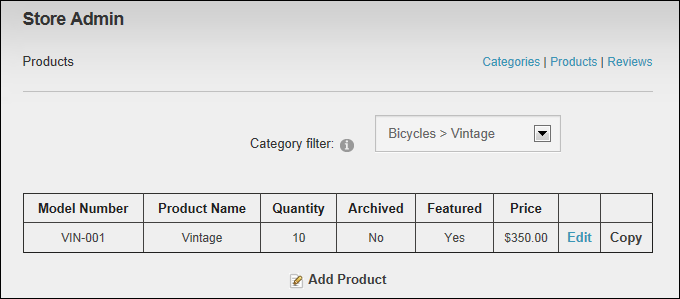 Store Admin
Products
Categories | Products | Reviews
Category filter:
Bicycles > Vintage
Model Number Product Name Quantity Archived Featured Price
VIN-001 Vintage 10 No Yes $350.00 Edit Copy
Add Product